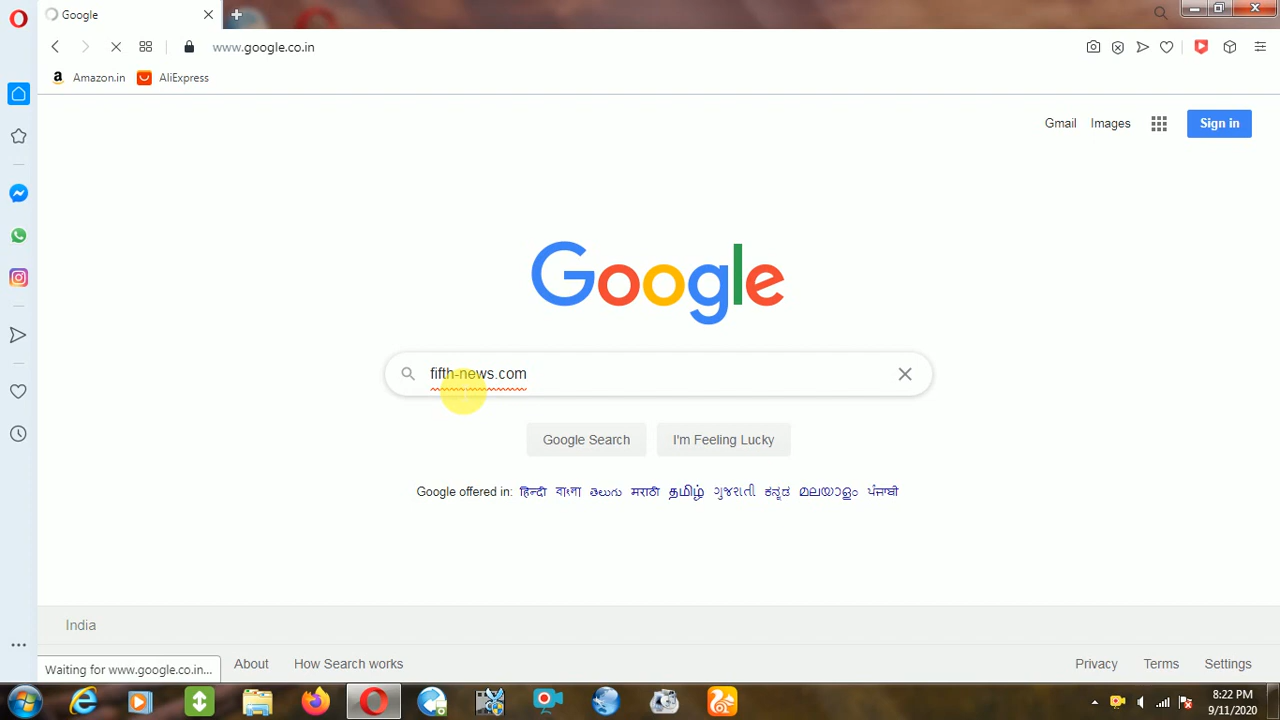 Google
www.google.co.in
Amazon.in AliExpress
Gmail Images Sign in
Google
fifth-news.com
Google Search I'm Feeling Lucky
Google offered in: हिन्दी বাংলা తెలుగు मराठी தமிழ் ગુજરાતી ಕನ್ನಡ മലയാളം ਪੰਜਾਬੀ
India
Waiting for www.google.co.in... About How Search works Privacy Terms Settings
8:22 PM
9/11/2020